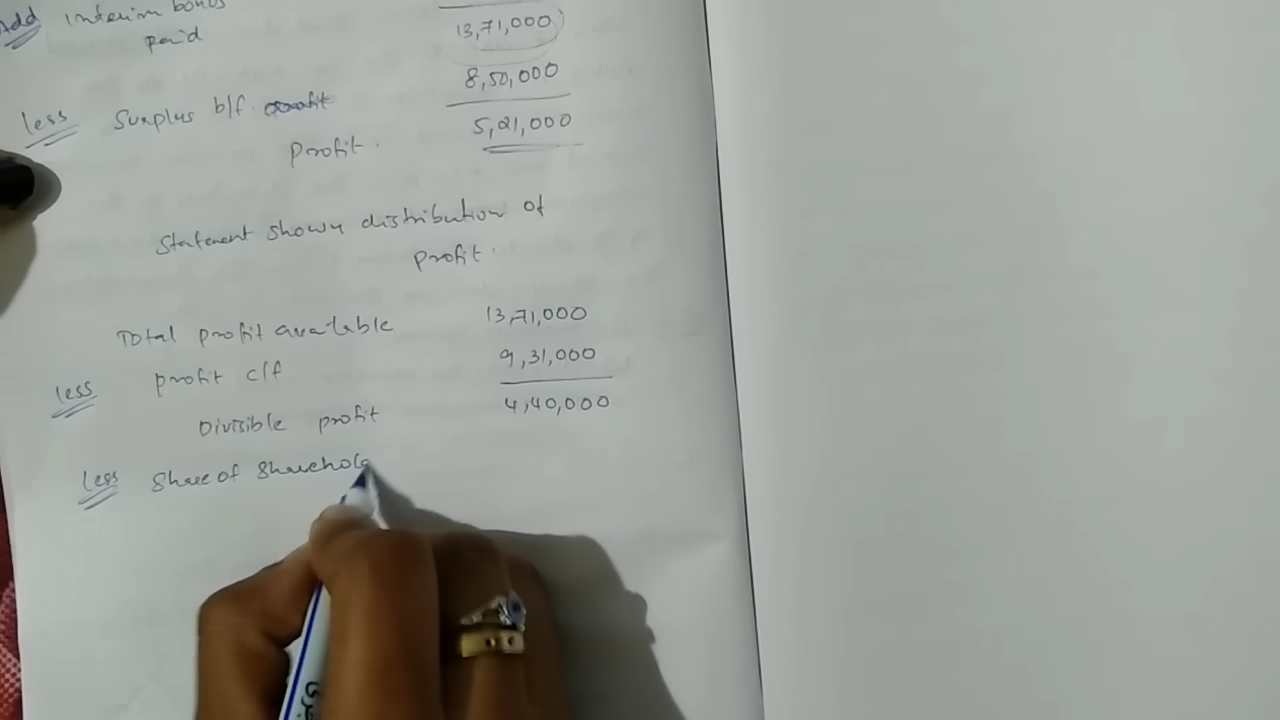 Add Interim bonus
paid
13,71,000
8,50,000
less Surplus b/f
5,21,000
profit.
Statement shown distribution of
profit.
Total profit available 13,71,000
less profit c/f 9,31,000
Divisible profit 4,40,000
less Share of Sharehol